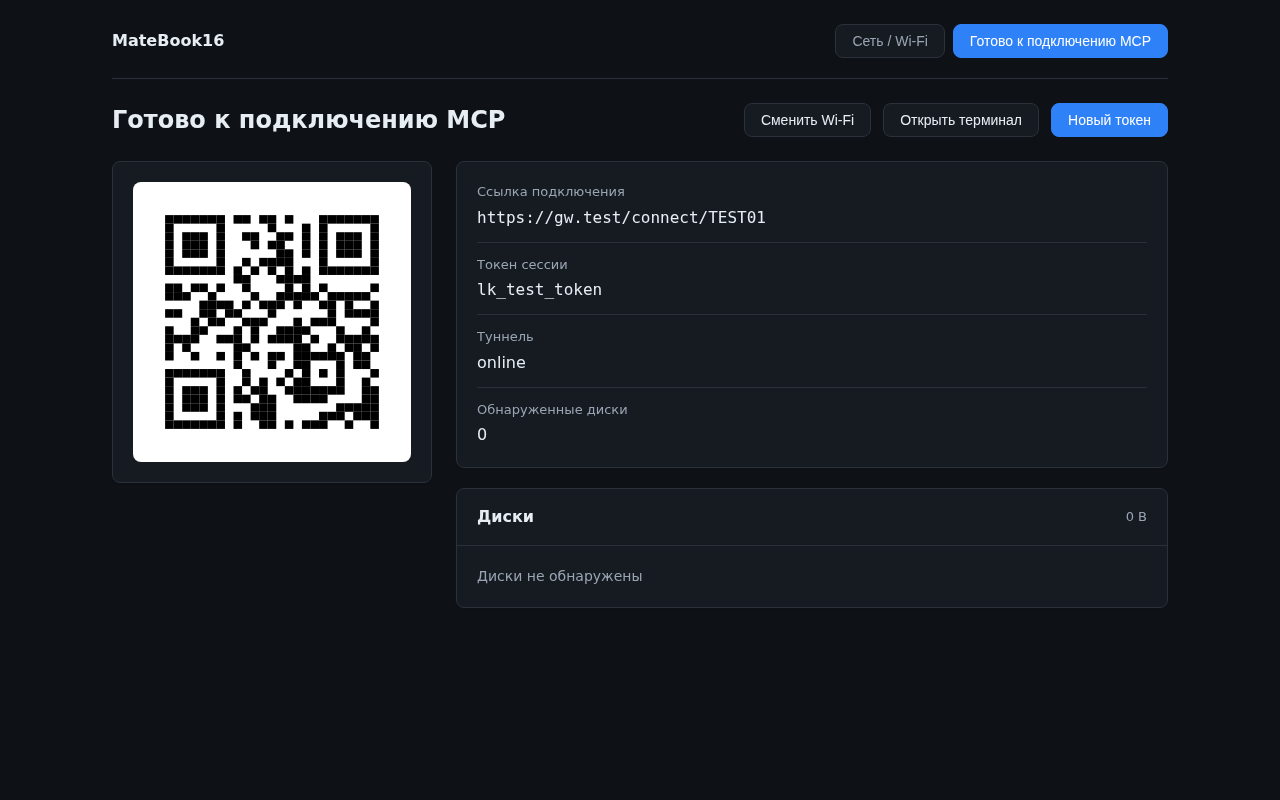 MateBook16
Сеть / Wi-Fi
Готово к подключению MCP
Готово к подключению MCP
Сменить Wi-Fi
Открыть терминал
Новый токен
Ссылка подключения
https://gw.test/connect/TEST01
Токен сессии
lk_test_token
Туннель
online
Обнаруженные диски
0
Диски
0 B
Диски не обнаружены